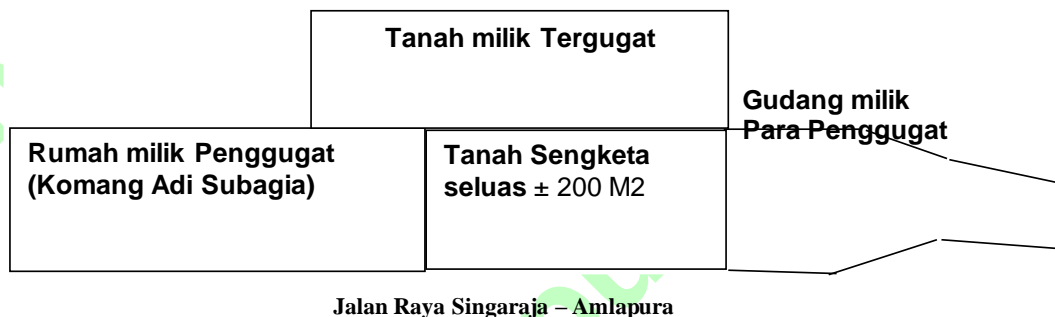 Tanah milik Tergugat
Gudang milik
Para Penggugat
Rumah milik Penggugat
(Komang Adi Subagia)
Tanah Sengketa
seluas ± 200 M2
Jalan Raya Singaraja – Amlapura